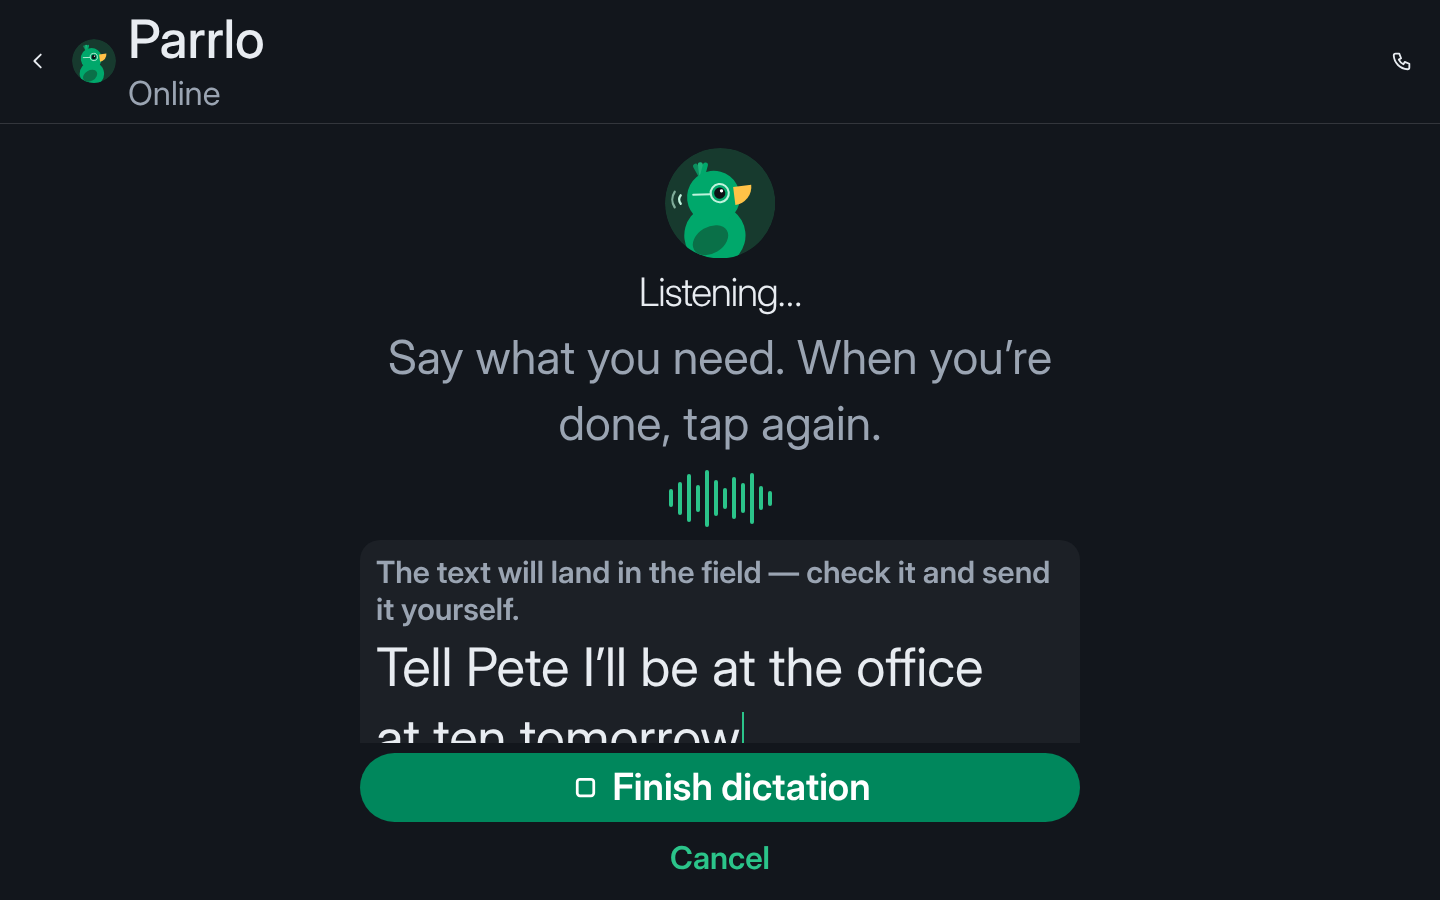 Parrlo
Online
Listening...
Say what you need. When you’re
done, tap again.
The text will land in the field — check it and send
it yourself.
Tell Pete I’ll be at the office
at ten tomorrow
Finish dictation
Cancel